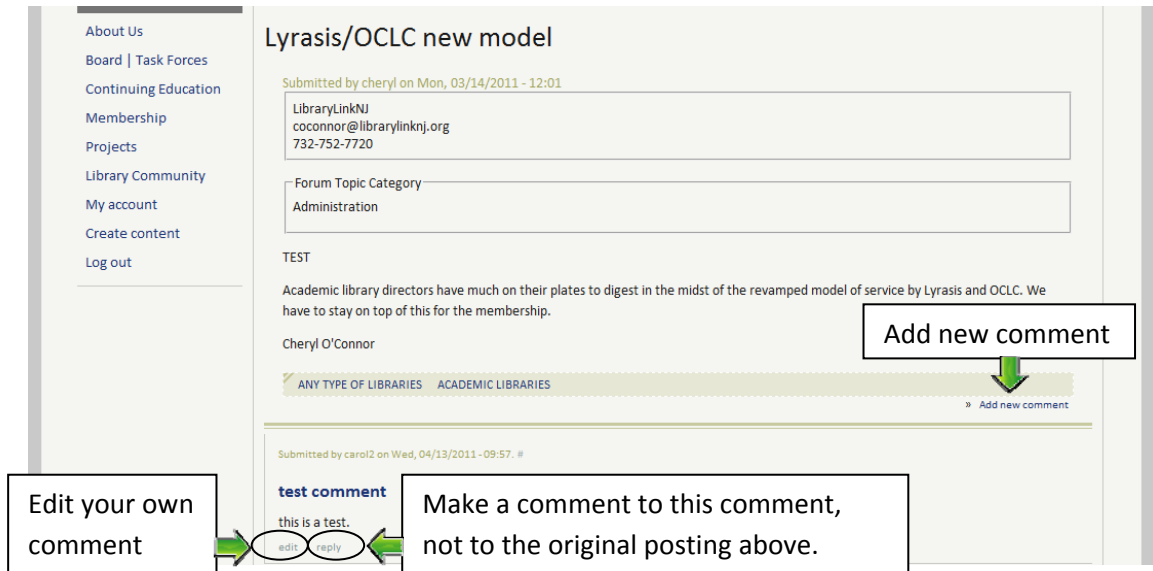 About Us
Board | Task Forces
Continuing Education
Membership
Projects
Library Community
My account
Create content
Log out
Lyrasis/OCLC new model
Submitted by cheryl on Mon, 03/14/2011 - 12:01
LibraryLinkNJ
coconnor@librarylinknj.org
732-752-7720
Forum Topic Category
Administration
TEST
Academic library directors have much on their plates to digest in the midst of the revamped model of service by Lyrasis and OCLC. We
have to stay on top of this for the membership.
Cheryl O'Connor
Add new comment
ANY TYPE OF LIBRARIES ACADEMIC LIBRARIES
» Add new comment
Submitted by carol2 on Wed, 04/13/2011 - 09:57. #
test comment
this is a test.
edit reply
Edit your own
comment
Make a comment to this comment,
not to the original posting above.